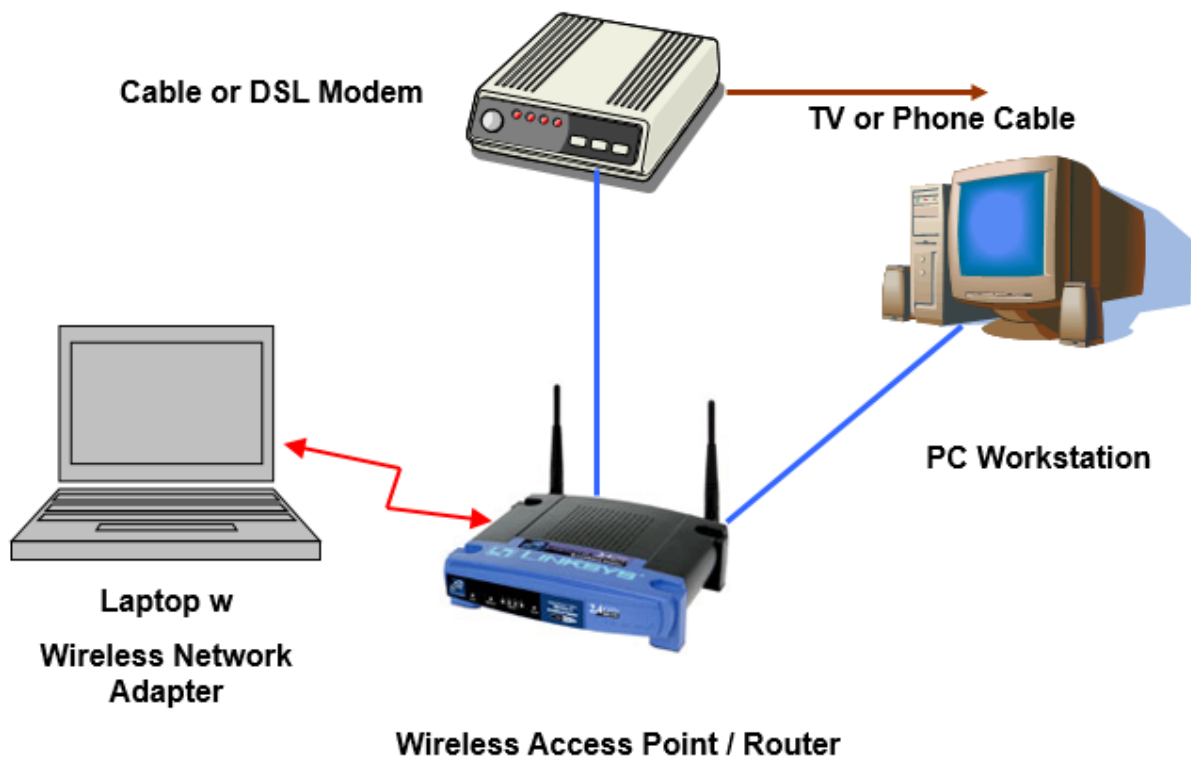 Cable or DSL Modem
TV or Phone Cable
PC Workstation
LINKSYS
Laptop w
Wireless Network
Adapter
Wireless Access Point / Router